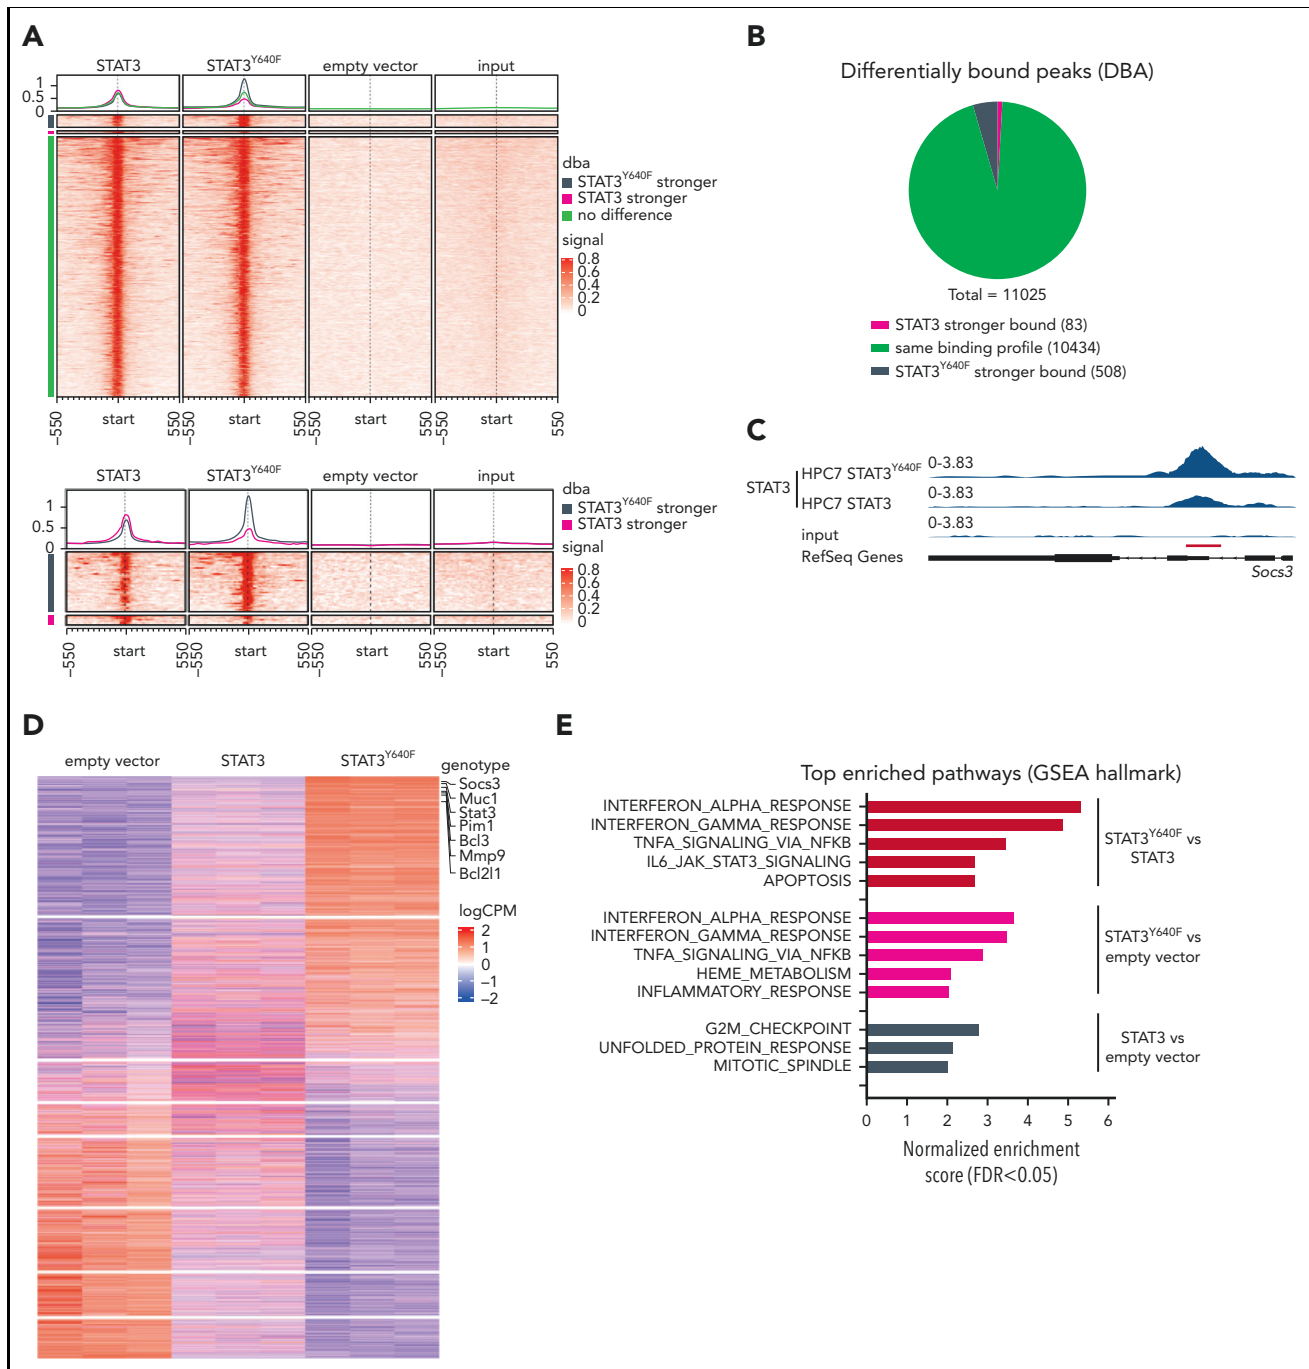 A
STAT3 STAT3Y640F empty vector input
1
0.5
0
dba
STAT3Y640F stronger
STAT3 stronger
no difference
signal
0.8
0.6
0.4
0.2
0
–550 start 550 –550 start 550 –550 start 550 –550 start 550
STAT3 STAT3Y640F empty vector input
1
0.5
0
dba
STAT3Y640F stronger
STAT3 stronger
signal
0.8
0.6
0.4
0.2
0
–550 start 550 –550 start 550 –550 start 550 –550 start 550
B
Differentially bound peaks (DBA)
Total = 11025
STAT3 stronger bound (83)
same binding profile (10434)
STAT3Y640F stronger bound (508)
C
STAT3
HPC7 STAT3Y640F 0-3.83
HPC7 STAT3 0-3.83
input 0-3.83
RefSeq Genes
Socs3
D
empty vector STAT3 STAT3Y640F genotype
Socs3
Muc1
Stat3
Pim1
Bcl3
Mmp9
Bcl2l1
logCPM
2
1
0
–1
–2
E
Top enriched pathways (GSEA hallmark)
INTERFERON_ALPHA_RESPONSE
INTERFERON_GAMMA_RESPONSE
TNFA_SIGNALING_VIA_NFKB
IL6_JAK_STAT3_SIGNALING
APOPTOSIS
STAT3Y640F vs
STAT3
INTERFERON_ALPHA_RESPONSE
INTERFERON_GAMMA_RESPONSE
TNFA_SIGNALING_VIA_NFKB
HEME_METABOLISM
INFLAMMATORY_RESPONSE
STAT3Y640F vs
empty vector
G2M_CHECKPOINT
UNFOLDED_PROTEIN_RESPONSE
MITOTIC_SPINDLE
STAT3 vs
empty vector
0 1 2 3 4 5 6
Normalized enrichment
score (FDR<0.05)